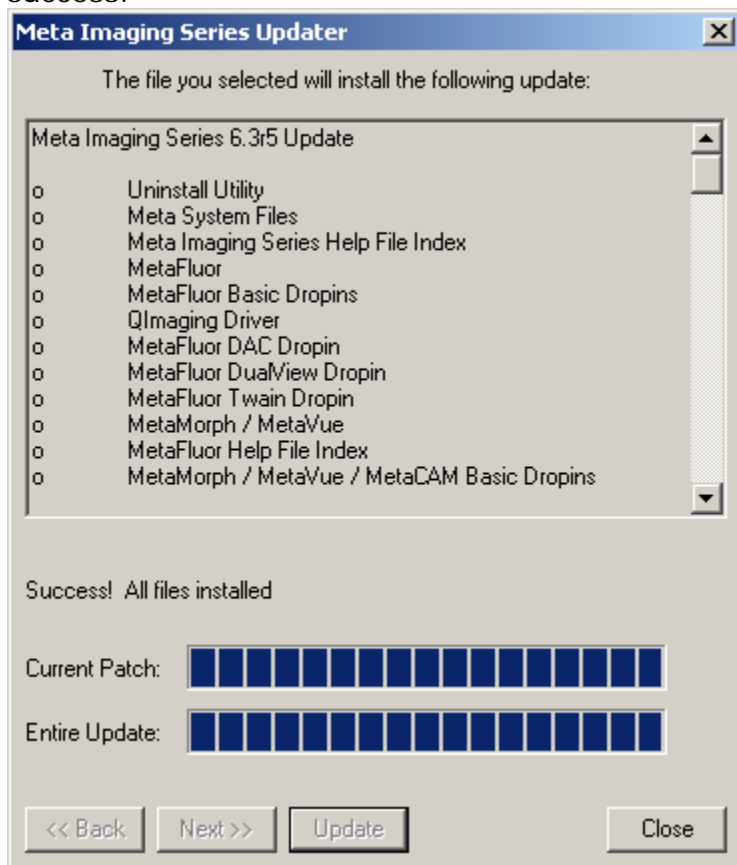 success:
Meta Imaging Series Updater
The file you selected will install the following update:
Meta Imaging Series 6.3r5 Update
o Uninstall Utility
o Meta System Files
o Meta Imaging Series Help File Index
o MetaFluor
o MetaFluor Basic Dropins
o QImaging Driver
o MetaFluor DAC Dropin
o MetaFluor DualView Dropin
o MetaFluor Twain Dropin
o MetaMorph / MetaVue
o MetaFluor Help File Index
o MetaMorph / MetaVue / MetaCAM Basic Dropins
Success! All files installed
Current Patch:
Entire Update:
<< Back Next >> Update Close